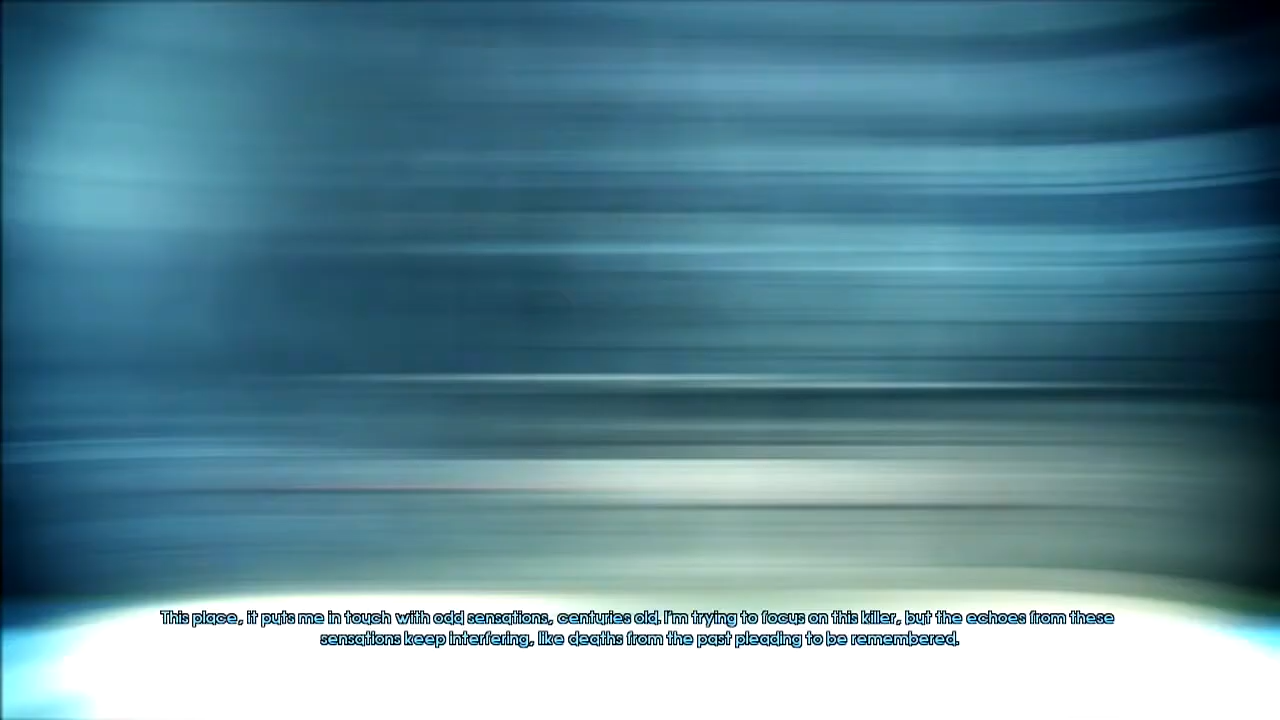 This place, it puts me in touch with odd sensations, centuries old. I'm trying to focus on this killer, but the echoes from these
sensations keep interfering, like deaths from the past pleading to be remembered.